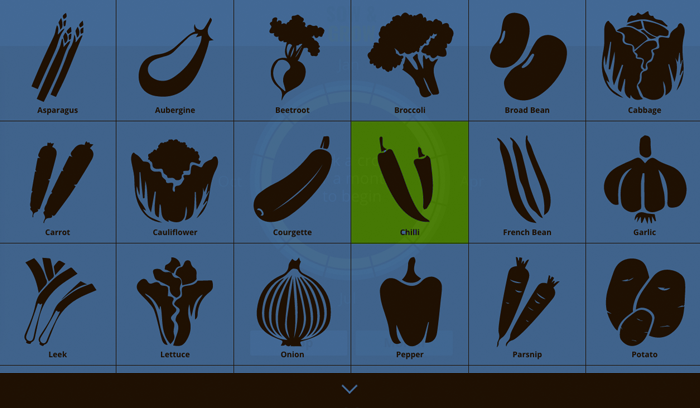 Asparagus
Aubergine
Beetroot
Broccoli
Broad Bean
Cabbage
Carrot
Cauliflower
Courgette
Chilli
French Bean
Garlic
Leek
Lettuce
Onion
Pepper
Parsnip
Potato